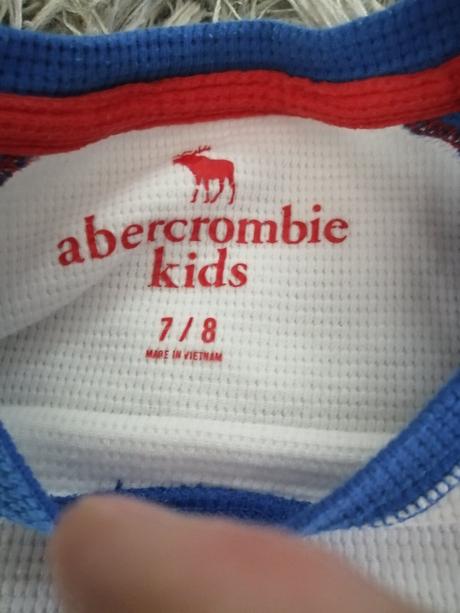 abercrombie
kids
7/8
MADE IN VIETNAM